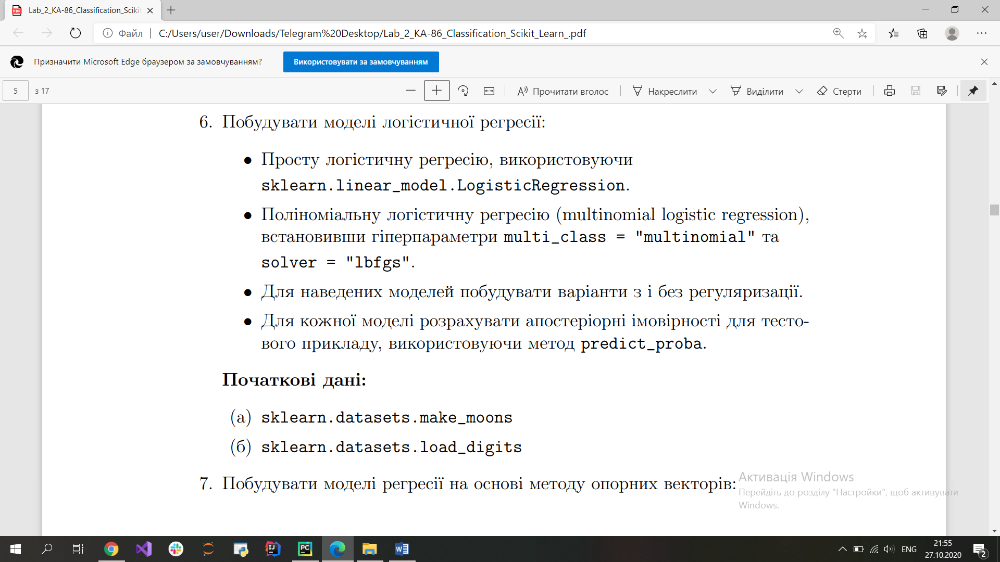 Lab_2_KA-86_Classification_Scikit
Файл
C:/Users/user/Downloads/Telegram%20Desktop/Lab_2_KA-86_Classification_Scikit_Learn_.pdf
Призначити Microsoft Edge браузером за замовчуванням?
Використовувати за замовчуванням
5 з 17
Прочитати вголос
Накреслити
Виділити
Стерти
6. Побудувати моделі логістичної регресії:
• Просту логістичну регресію, використовуючи
sklearn.linear_model.LogisticRegression.
• Поліноміальну логістичну регресію (multinomial logistic regression),
встановивши гіперпараметри multi_class = "multinomial" та
solver = "lbfgs".
• Для наведених моделей побудувати варіанти з і без регуляризації.
• Для кожної моделі розрахувати апостеріорні імовірності для тесто-
вого прикладу, використовуючи метод predict_proba.
Початкові дані:
(а) sklearn.datasets.make_moons
(б) sklearn.datasets.load_digits
7. Побудувати моделі регресії на основі методу опорних векторів:
Активація Windows
Перейдіть до розділу "Настройки", щоб активувати
Windows.
ENG
21:55
27.10.2020
2